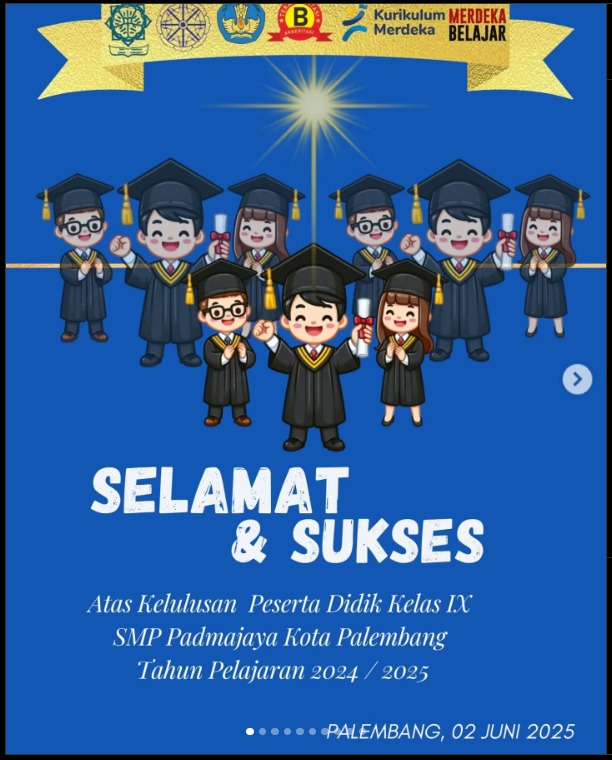 B
Kurikulum
Merdeka
MERDEKA
BELAJAR
SELAMAT
& SUKSES
Atas Kelulusan Peserta Didik Kelas IX
SMP Padmajaya Kota Palembang
Tahun Pelajaran 2024 / 2025
PALEMBANG, 02 JUNI 2025